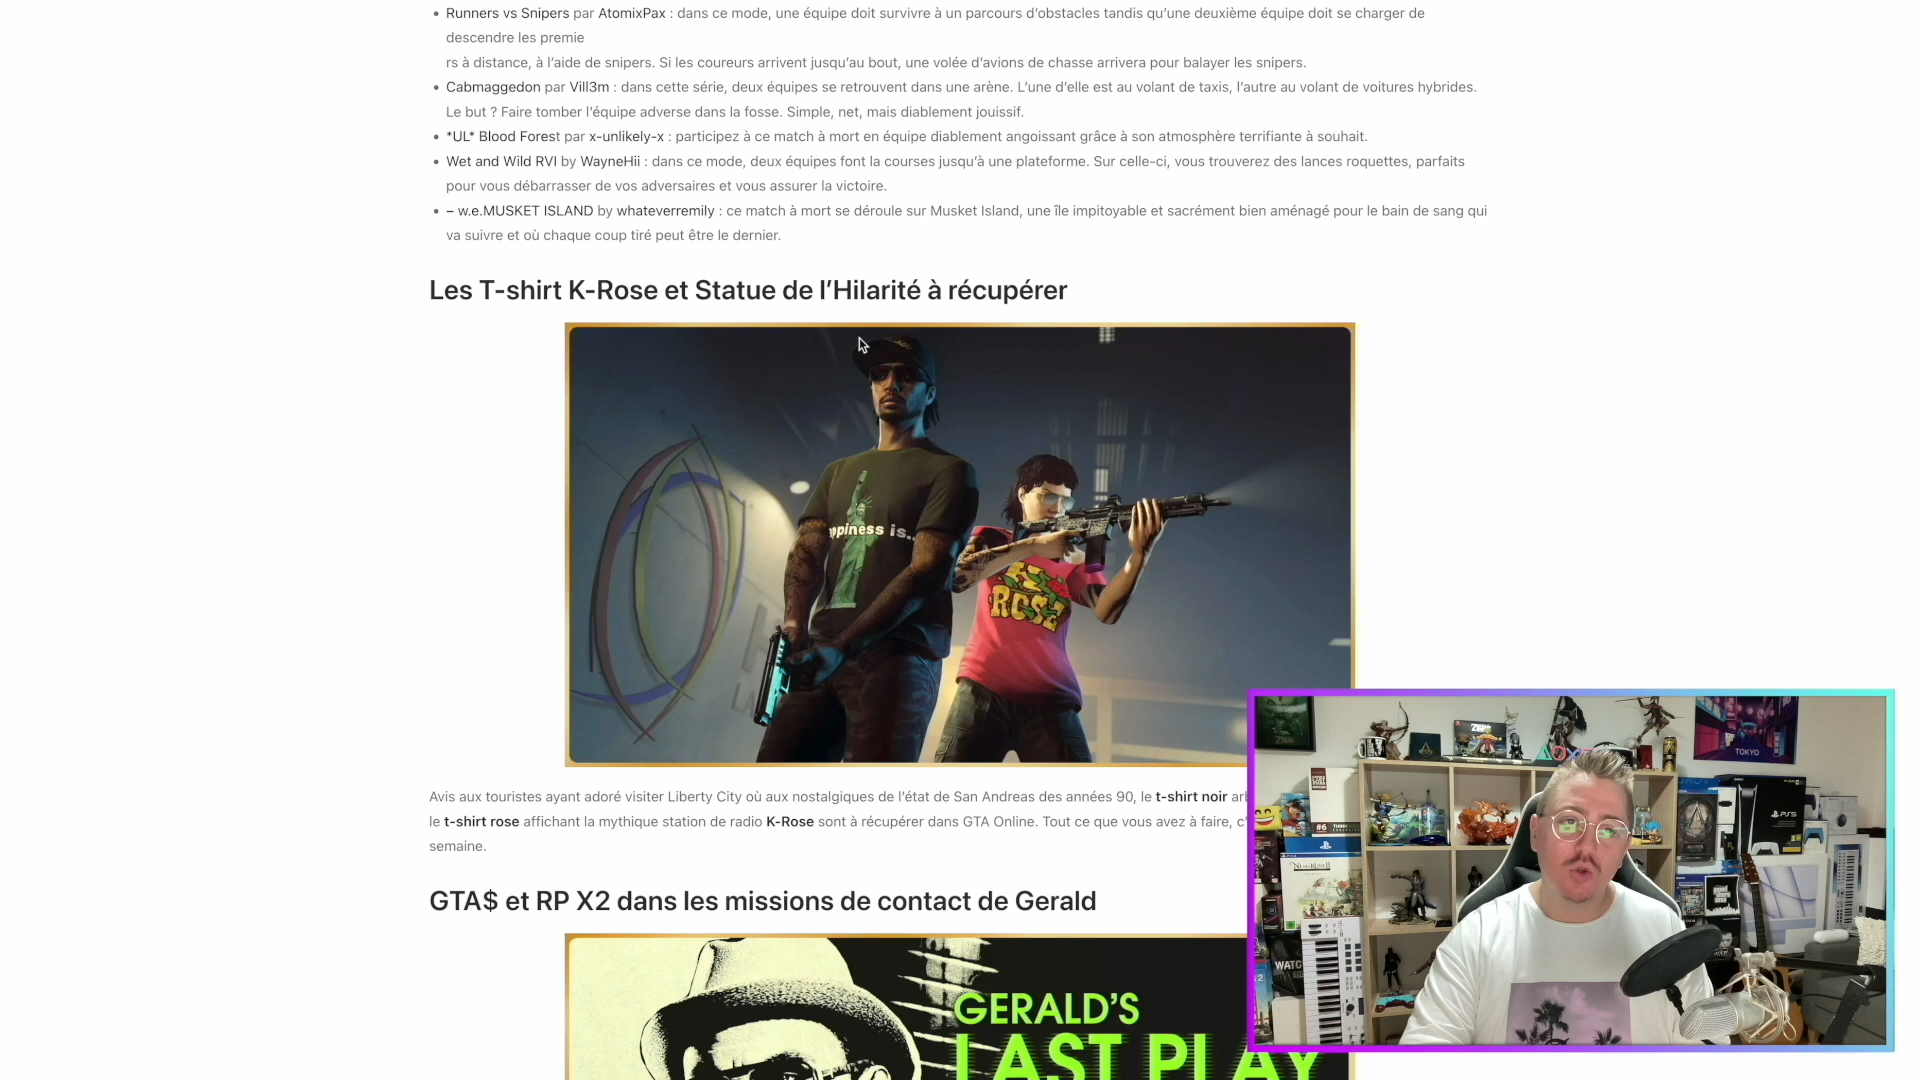 • Runners vs Snipers par AtomixPax : dans ce mode, une équipe doit survivre à un parcours d’obstacles tandis qu’une deuxième équipe doit se charger de
descendre les premie
rs à distance, à l’aide de snipers. Si les coureurs arrivent jusqu’au bout, une volée d’avions de chasse arrivera pour balayer les snipers.
• Cabmaggedon par Vill3m : dans cette série, deux équipes se retrouvent dans une arène. L’une d’elle est au volant de taxis, l’autre au volant de voitures hybrides.
Le but ? Faire tomber l’équipe adverse dans la fosse. Simple, net, mais diablement jouissif.
• *UL* Blood Forest par x-unlikely-x : participez à ce match à mort en équipe diablement angoissant grâce à son atmosphère terrifiante à souhait.
• Wet and Wild RVI by WayneHii : dans ce mode, deux équipes font la courses jusqu’à une plateforme. Sur celle-ci, vous trouverez des lances roquettes, parfaits
pour vous débarrasser de vos adversaires et vous assurer la victoire.
• – w.e.MUSKET ISLAND by whateverremily : ce match à mort se déroule sur Musket Island, une île impitoyable et sacrément bien aménagé pour le bain de sang qui
va suivre et où chaque coup tiré peut être le dernier.
Les T-shirt K-Rose et Statue de l’Hilarité à récupérer
appiness is..
K
ROSE
Avis aux touristes ayant adoré visiter Liberty City où aux nostalgiques de l’état de San Andreas des années 90, le t-shirt noir
le t-shirt rose affichant la mythique station de radio K-Rose sont à récupérer dans GTA Online. Tout ce que vous avez à faire, c’
semaine.
GTA$ et RP X2 dans les missions de contact de Gerald
GERALD’S
LAST PLAY
TOKYO
PS5
WATC